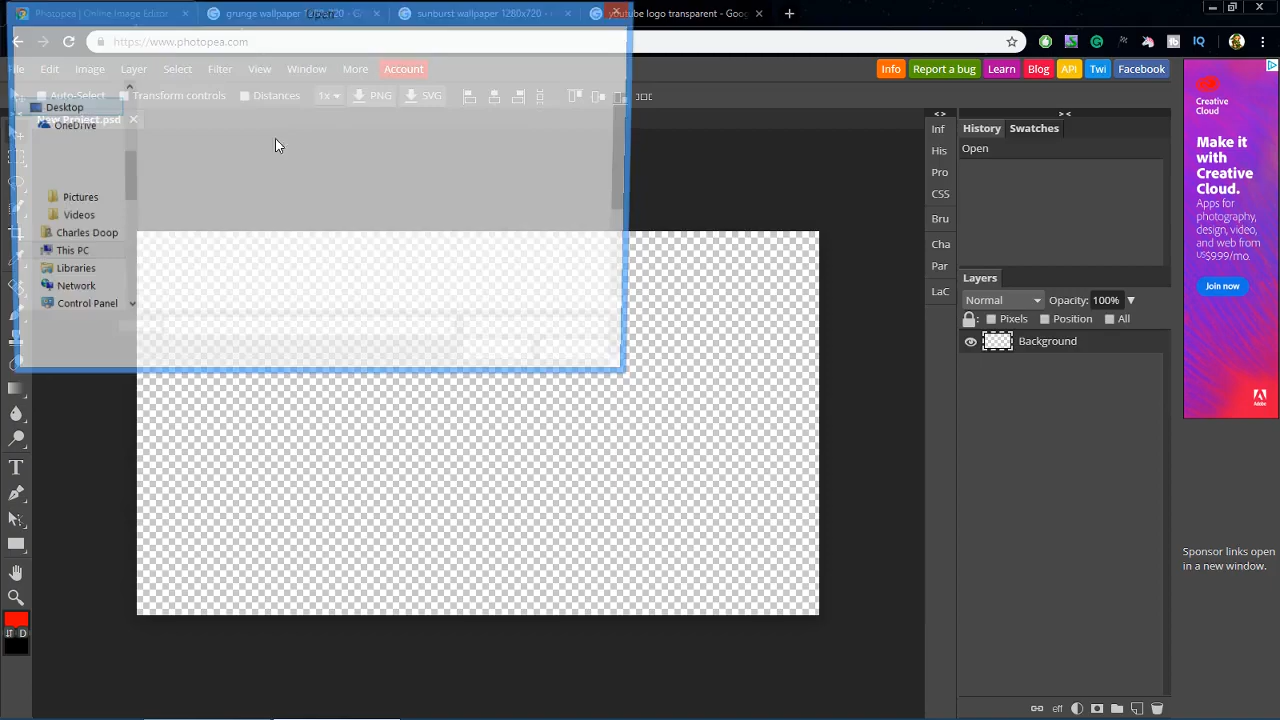 Photopea | Online Image Editor
grunge wallpaper 1280x720 - G
Open
sunburst wallpaper 1280x720 -
youtube logo transparent - Goo
https://www.photopea.com
File Edit Image Layer Select Filter View Window More Account
Info Report a bug Learn Blog API Twi Facebook
Auto-Select Transform controls Distances 1x PNG SVG
New Project.psd
Desktop
OneDrive
Pictures
Videos
Charles Doop
This PC
Libraries
Network
Control Panel
T
D
< >
> <
Inf
His
Pro
CSS
Bru
Cha
Par
LaC
History Swatches
Open
Layers
Normal Opacity: 100%
Pixels Position All
Background
eff
Creative
Cloud
Make it
with
Creative
Cloud.
Apps for
photography,
design, video,
and web from
US$9.99/mo.
Join now
Adobe
Sponsor links open
in a new window.
IQ